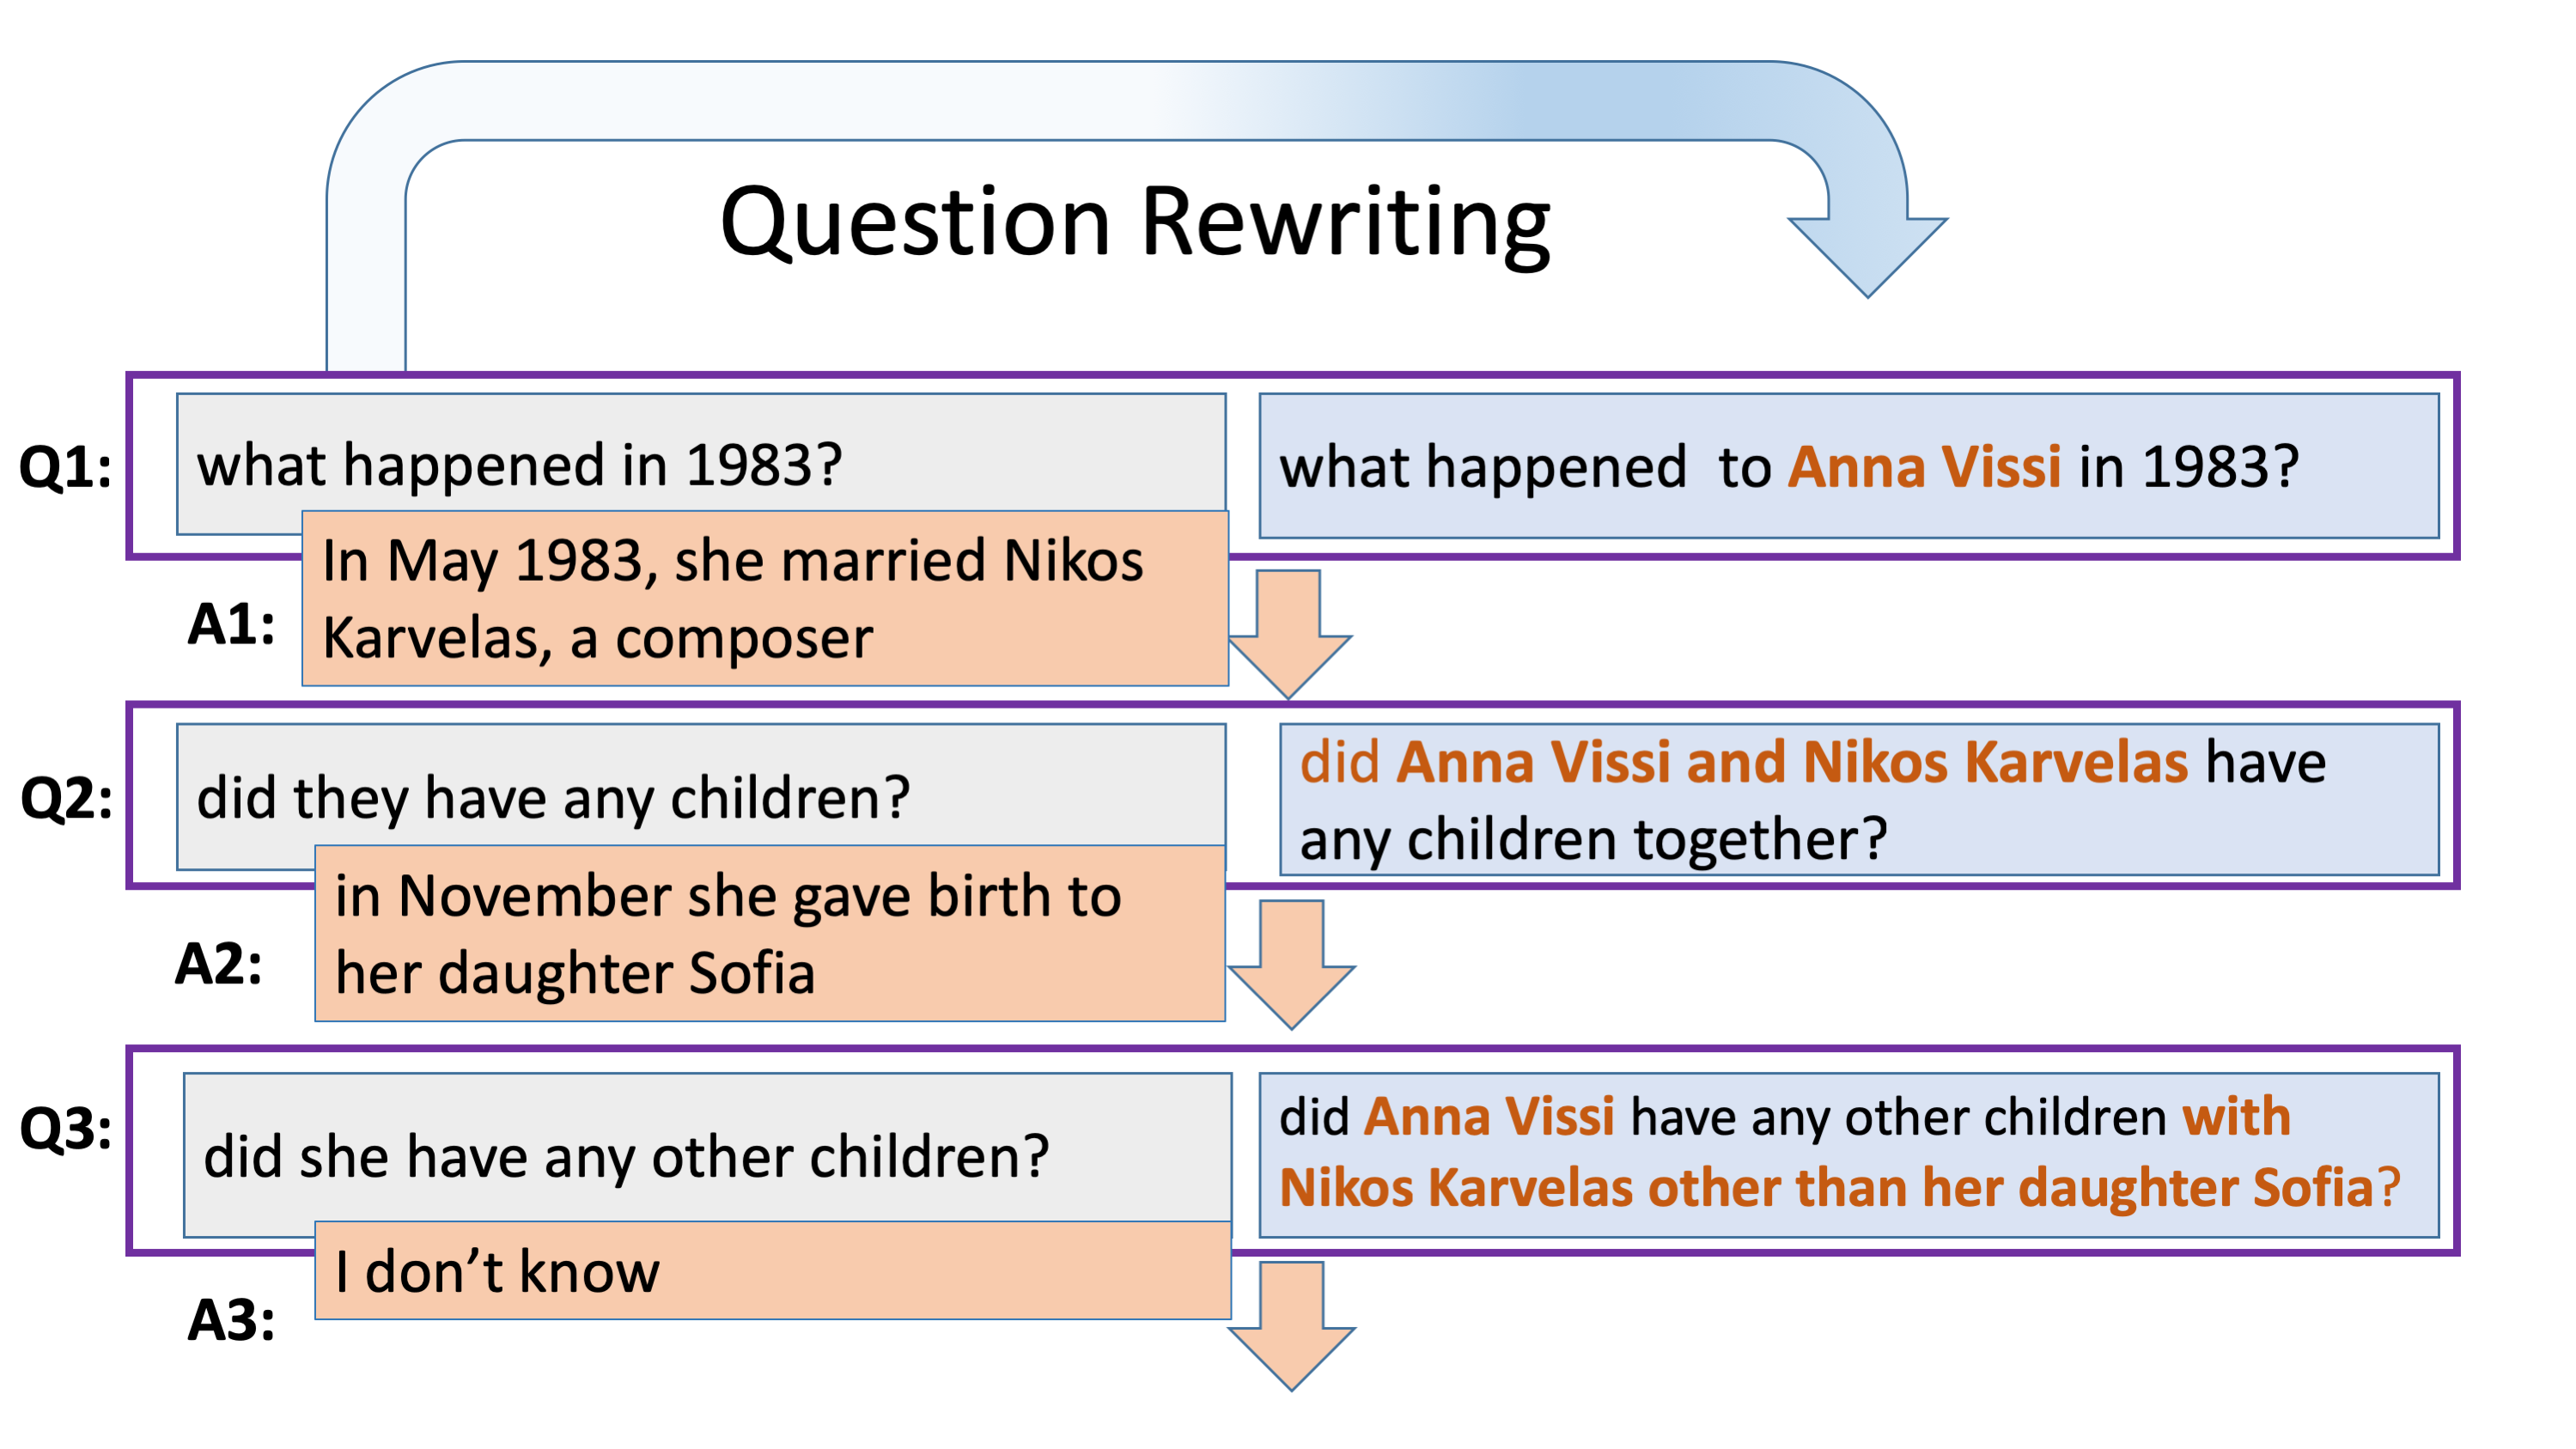 Question Rewriting
Q1:
what happened in 1983?
what happened  to Anna Vissi in 1983?
A1:
In May 1983, she married Nikos
Karvelas, a composer
Q2:
did they have any children?
did Anna Vissi and Nikos Karvelas have
any children together?
A2:
in November she gave birth to
her daughter Sofia
Q3:
did she have any other children?
did Anna Vissi have any other children with
Nikos Karvelas other than her daughter Sofia?
A3:
I don’t know